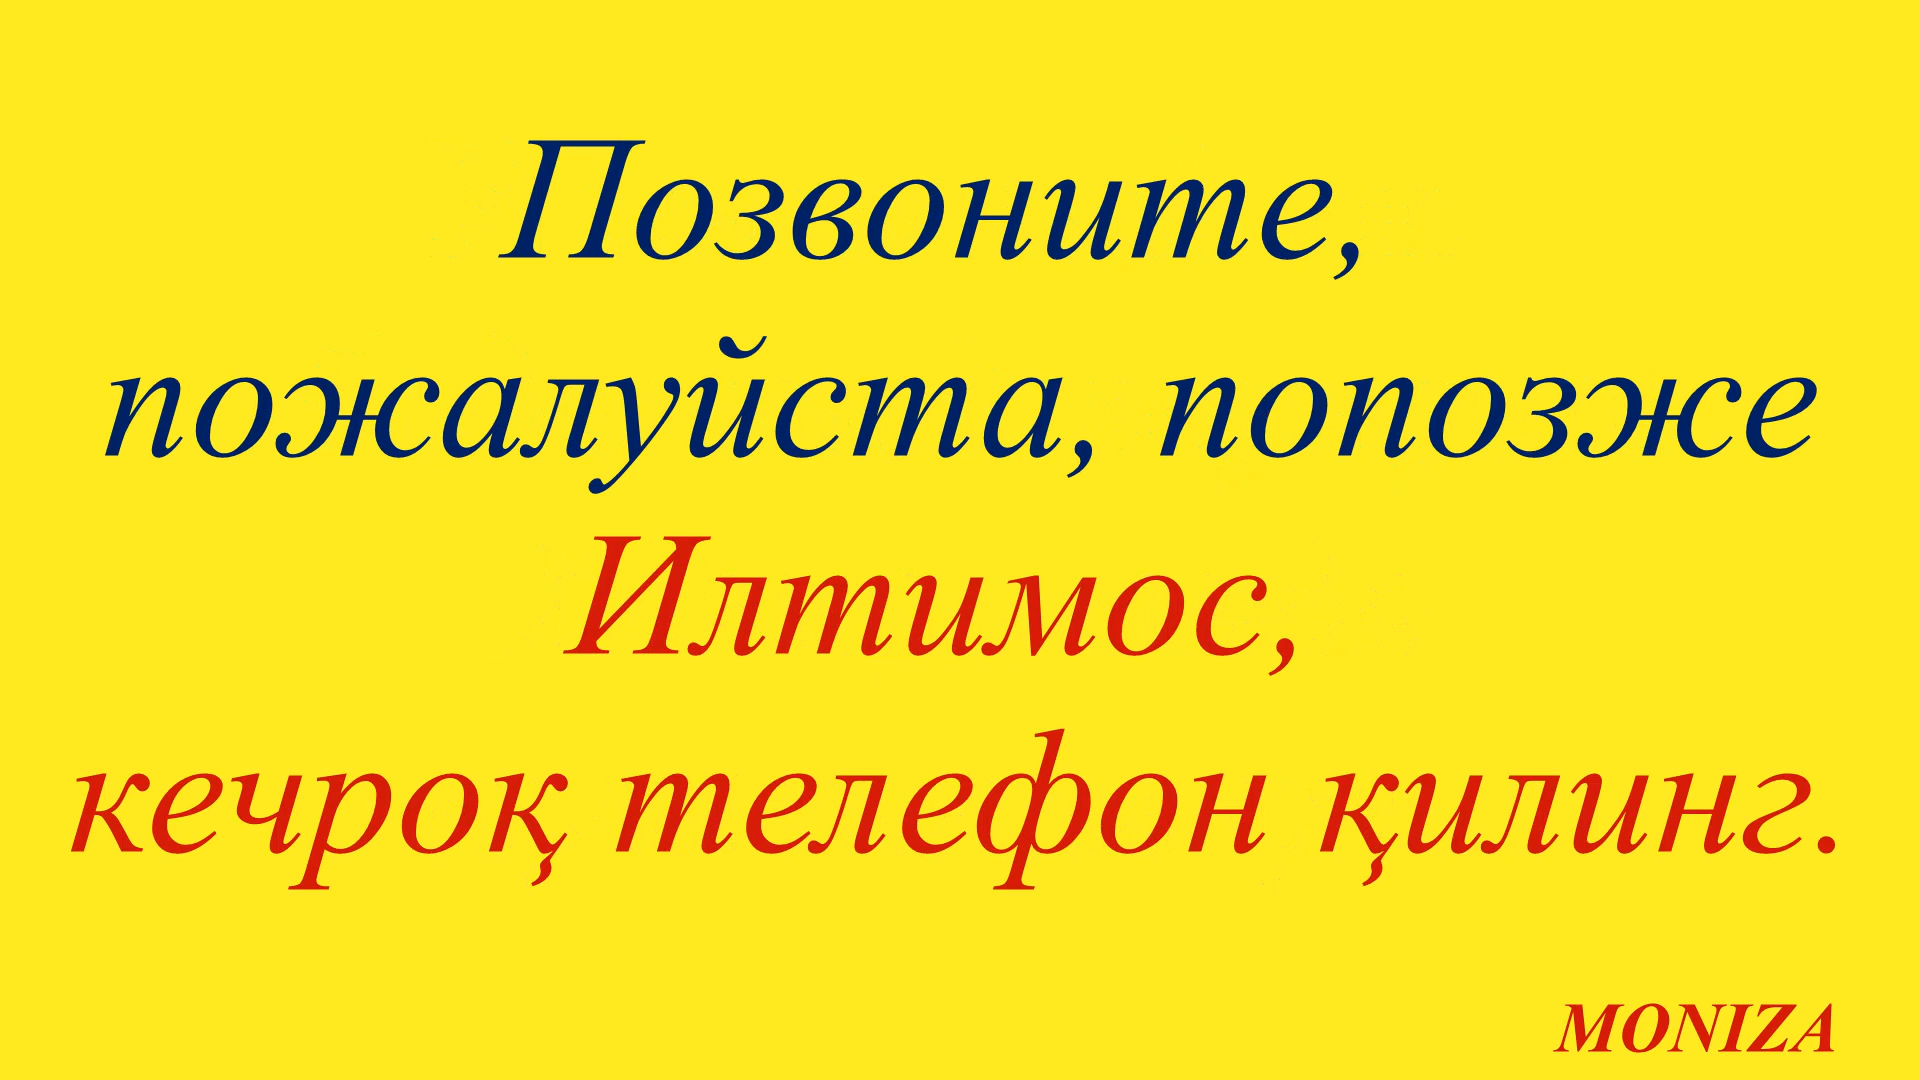 Позвоните,
пожалуйста, попозже
Илтимос,
кечроқ телефон қилинг.
MONIZA